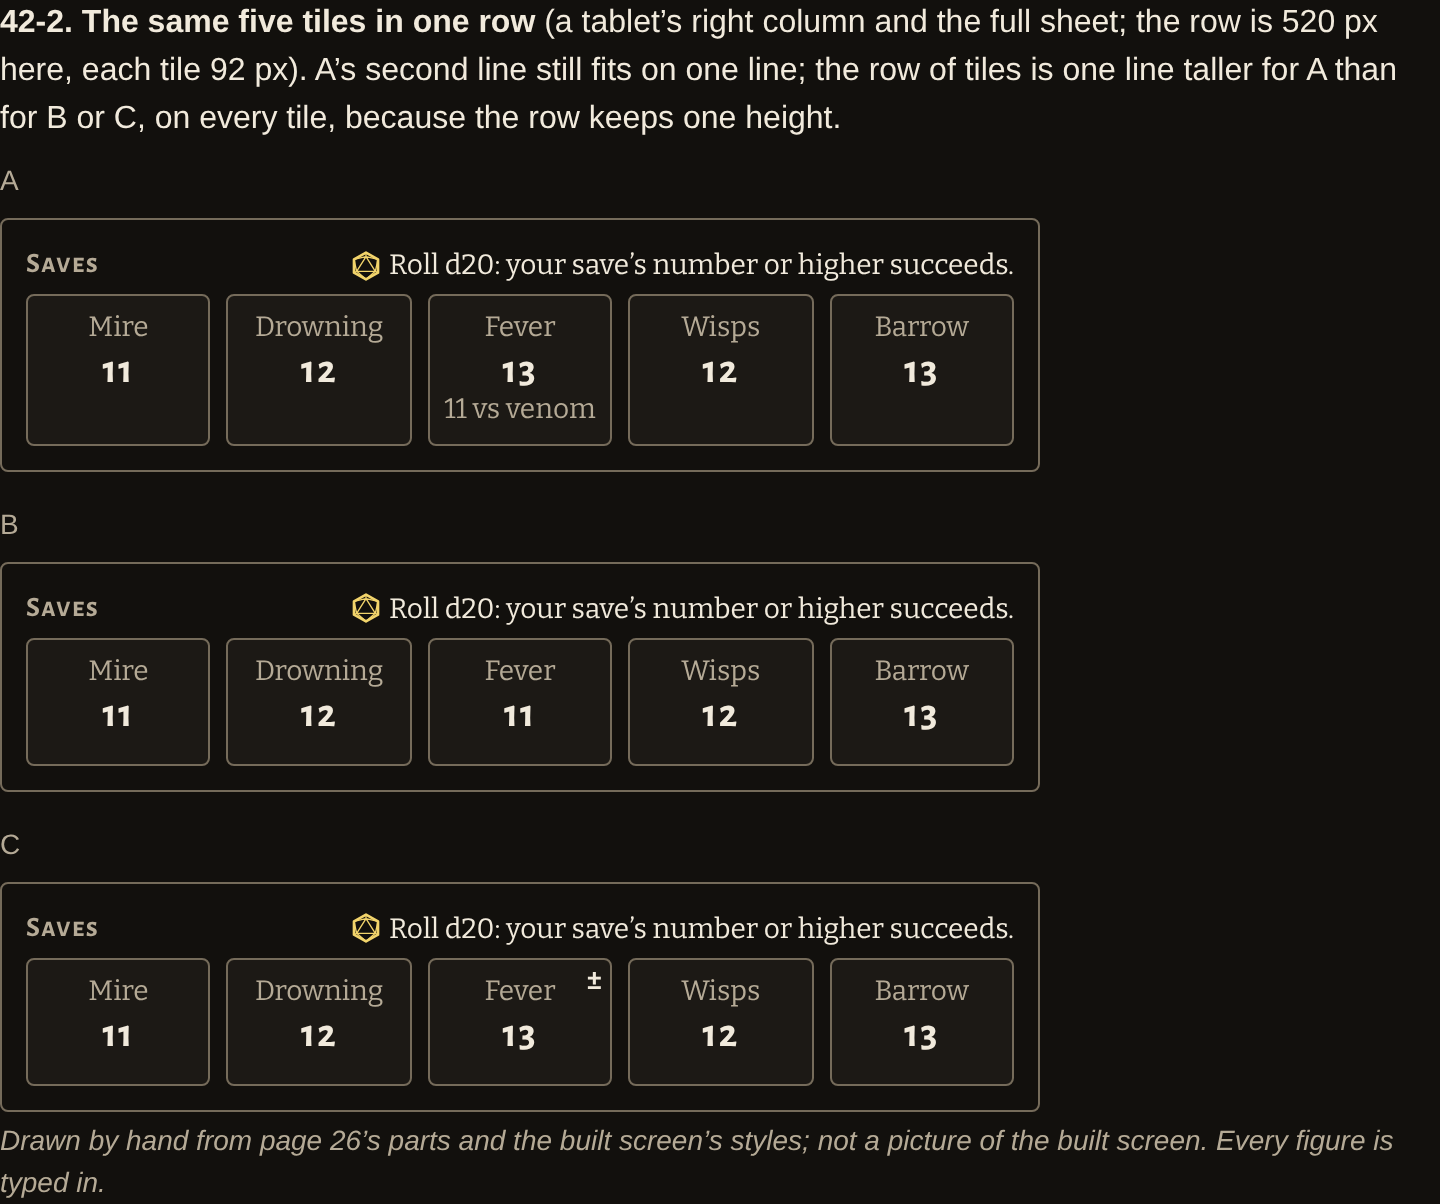 42-2. The same five tiles in one row (a tablet’s right column and the full sheet; the row is 520 px
here, each tile 92 px). A’s second line still fits on one line; the row of tiles is one line taller for A than
for B or C, on every tile, because the row keeps one height.
A
Saves Roll d20: your save’s number or higher succeeds.
Mire Drowning Fever Wisps Barrow
11 12 13 12 13
11 vs venom
B
Saves Roll d20: your save’s number or higher succeeds.
Mire Drowning Fever Wisps Barrow
11 12 11 12 13
C
Saves Roll d20: your save’s number or higher succeeds.
Mire Drowning Fever ± Wisps Barrow
11 12 13 12 13
Drawn by hand from page 26’s parts and the built screen’s styles; not a picture of the built screen. Every figure is
typed in.